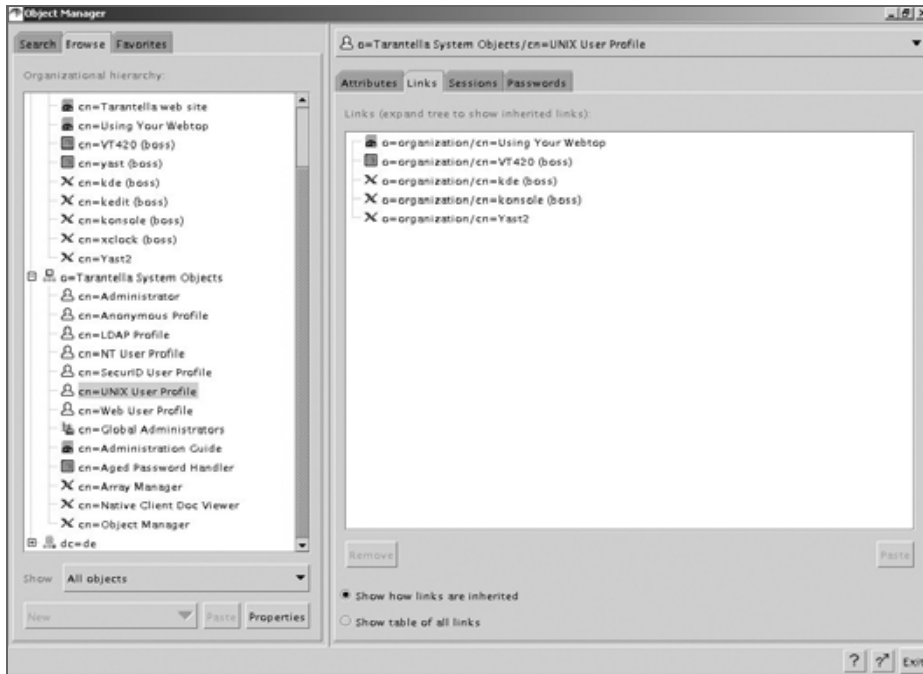 Object Manager
Search Browse Favorites
Organizational hierarchy:
cn=Tarantella web site
cn=Using Your Webtop
cn=VT420 (boss)
cn=yast (boss)
cn=kde (boss)
cn=kedit (boss)
cn=konsole (boss)
cn=xclock (boss)
cn=Yast2
o=Tarantella System Objects
cn=Administrator
cn=Anonymous Profile
cn=LDAP Profile
cn=NT User Profile
cn=SecurID User Profile
cn=UNIX User Profile
cn=Web User Profile
cn=Global Administrators
cn=Administration Guide
cn=Aged Password Handler
cn=Array Manager
cn=Native Client Doc Viewer
cn=Object Manager
dc=de
Show All objects
New Paste Properties
o=Tarantella System Objects/cn=UNIX User Profile
Attributes Links Sessions Passwords
Links (expand tree to show inherited links):
o=organization/cn=Using Your Webtop
o=organization/cn=VT420 (boss)
o=organization/cn=kde (boss)
o=organization/cn=konsole (boss)
o=organization/cn=Yast2
Remove Paste
Show how links are inherited
Show table of all links
? ? Exit